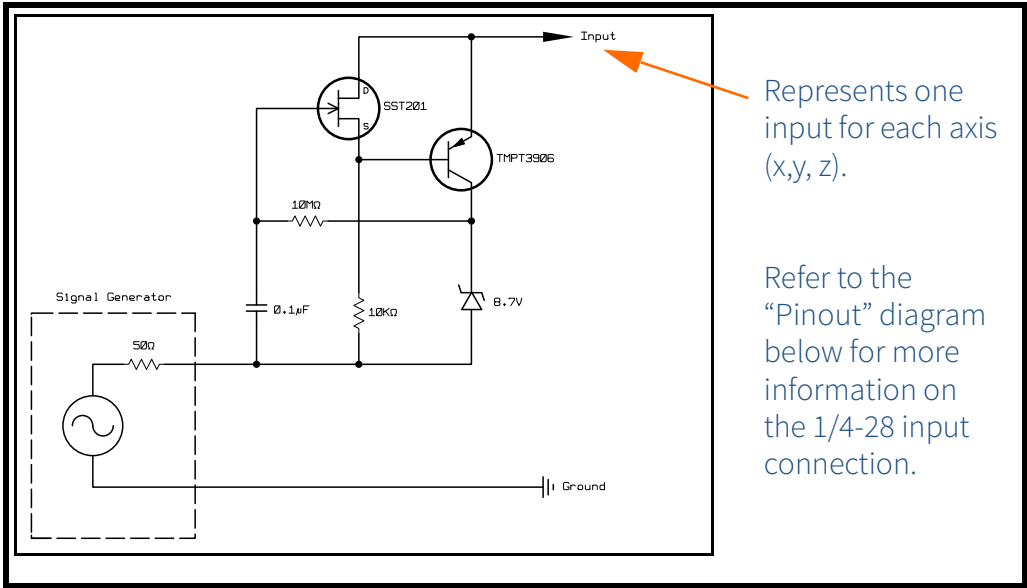 Input
D
SST201
S
TMPT3906
10MΩ
Signal Generator
0.1µF
10KΩ
8.7V
50Ω
Ground
Represents one
input for each axis
(x,y, z).
Refer to the
“Pinout” diagram
below for more
information on
the 1/4-28 input
connection.